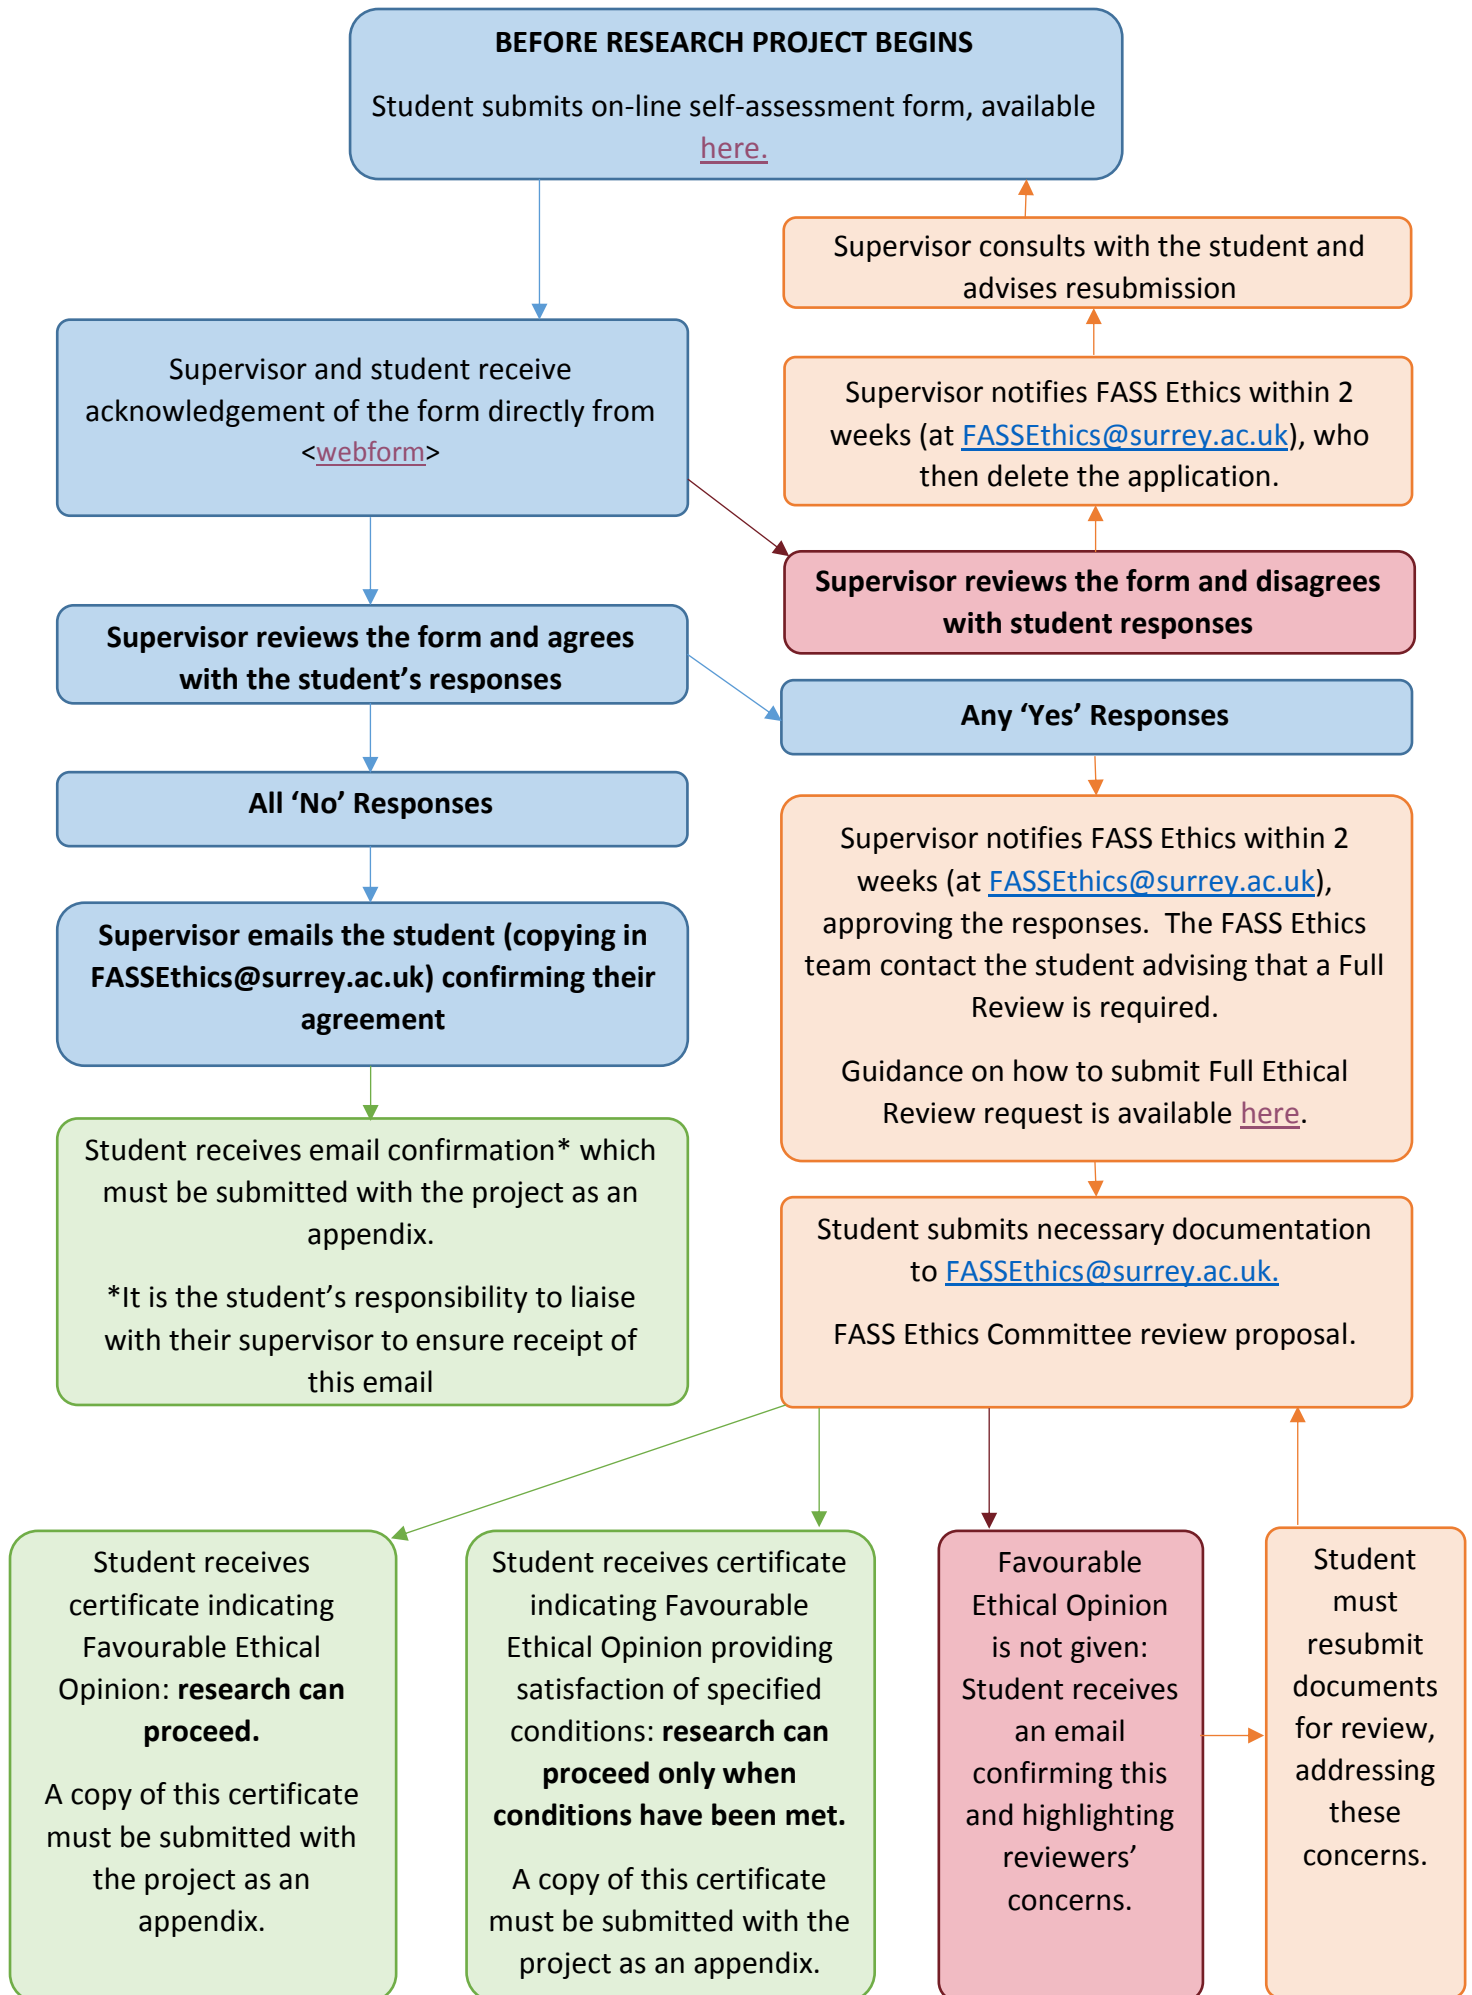 BEFORE RESEARCH PROJECT BEGINS
Student submits on-line self-assessment form, available
here.
Supervisor consults with the student and
advises resubmission
Supervisor and student receive
acknowledgement of the form directly from
<webform>
Supervisor notifies FASS Ethics within 2
weeks (at FASSEthics@surrey.ac.uk), who
then delete the application.
Supervisor reviews the form and disagrees
with student responses
Supervisor reviews the form and agrees
with the student’s responses
Any ‘Yes’ Responses
All ‘No’ Responses
Supervisor notifies FASS Ethics within 2
weeks (at FASSEthics@surrey.ac.uk),
approving the responses.  The FASS Ethics
team contact the student advising that a Full
Review is required.
Guidance on how to submit Full Ethical
Review request is available here.
Supervisor emails the student (copying in
FASSEthics@surrey.ac.uk) confirming their
agreement
Student receives email confirmation* which
must be submitted with the project as an
appendix.
*It is the student’s responsibility to liaise
with their supervisor to ensure receipt of
this email
Student submits necessary documentation
to FASSEthics@surrey.ac.uk.
FASS Ethics Committee review proposal.
Student receives
certificate indicating
Favourable Ethical
Opinion: research can
proceed.
A copy of this certificate
must be submitted with
the project as an
appendix.
Student receives certificate
indicating Favourable
Ethical Opinion providing
satisfaction of specified
conditions: research can
proceed only when
conditions have been met.
A copy of this certificate
must be submitted with the
project as an appendix.
Favourable
Ethical Opinion
is not given:
Student receives
an email
confirming this
and highlighting
reviewers’
concerns.
Student
must
resubmit
documents
for review,
addressing
these
concerns.